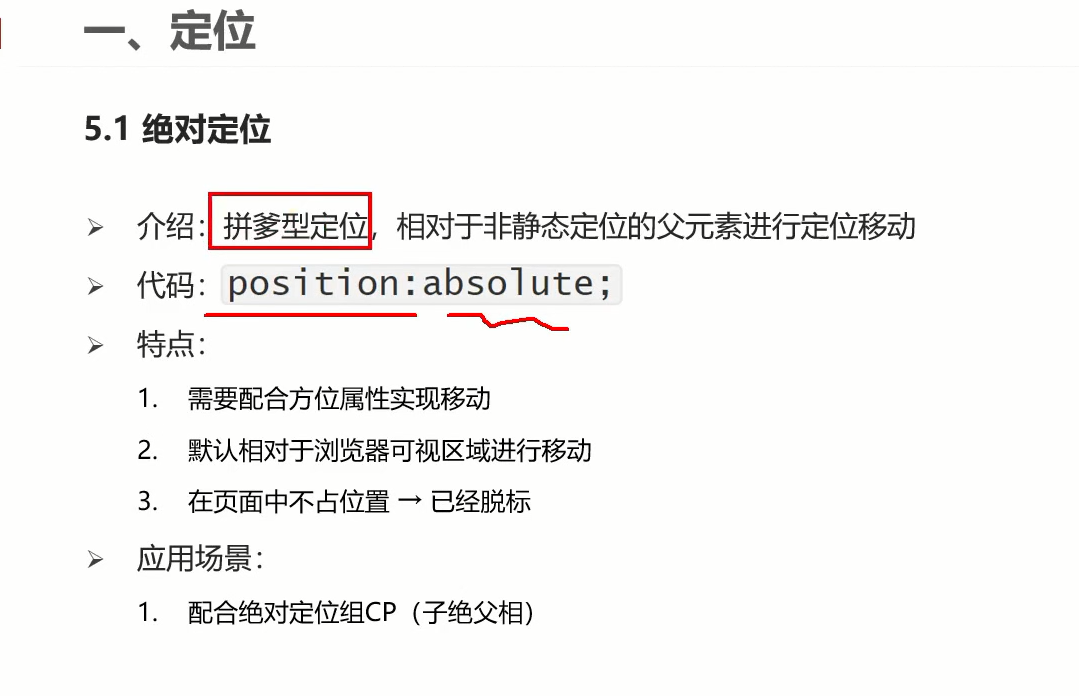 一、定位
5.1 绝对定位
介绍：拼爹型定位，相对于非静态定位的父元素进行定位移动
代码：position:absolute;
特点：
1. 需要配合方位属性实现移动
2. 默认相对于浏览器可视区域进行移动
3. 在页面中不占位置 → 已经脱标
应用场景：
1. 配合绝对定位组CP（子绝父相）